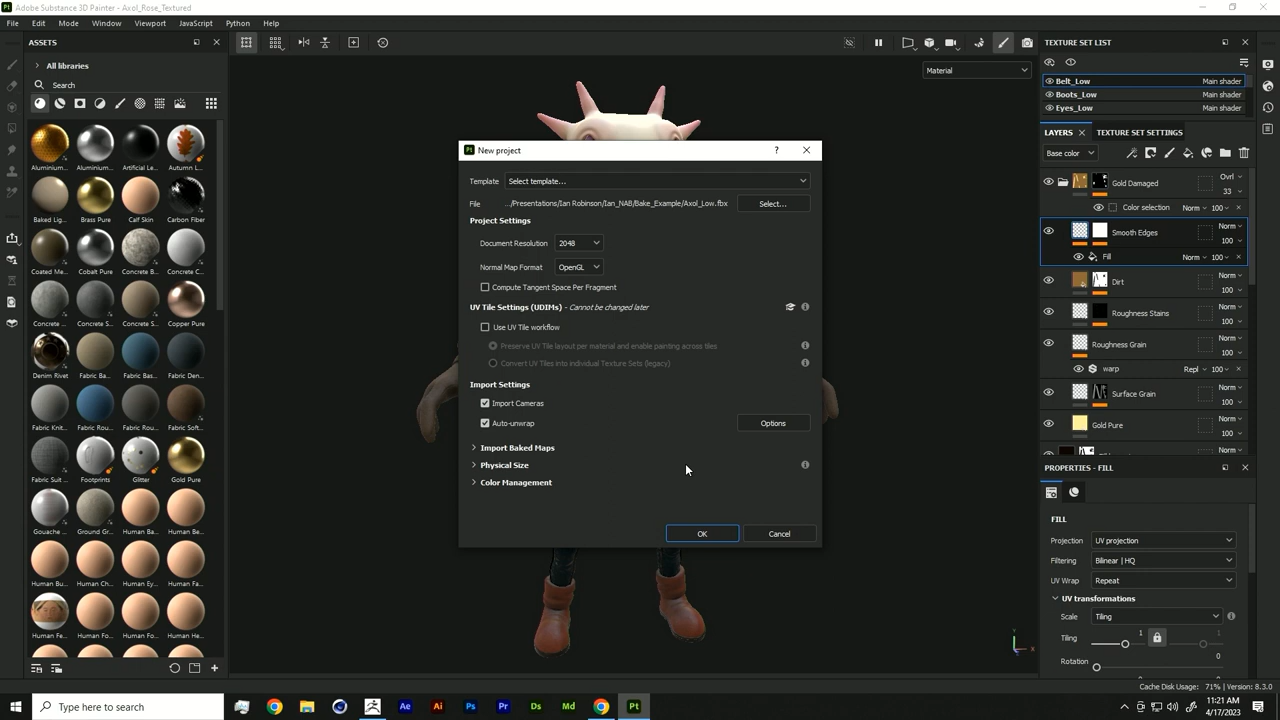 Adobe Substance 3D Painter - Axol_Rose_Textured
File Edit Mode Window Viewport JavaScript Python Help
ASSETS
All libraries
Search
Aluminium... Aluminium... Artificial Le... Autumn L...
Baked Lig... Brass Pure Calf Skin Carbon Fiber
Coated Me... Cobalt Pure Concrete B... Concrete C...
Concrete ... Concrete S... Concrete S... Copper Pure
Denim Rivet Fabric Bam... Fabric Bas... Fabric Den...
Fabric Knit... Fabric Rou... Fabric Rou... Fabric Soft...
Fabric Suit ... Footprints Glitter Gold Pure
Gouache ... Ground Gr... Human Ba... Human Be...
Human Bu... Human Ch... Human Ey... Human Fa...
Human Fe... Human Fo... Human Fo... Human He...
Material
New project
Template Select template...
File .../Presentations/Ian Robinson/Ian_NAB/Bake_Example/Axol_Low.fbx Select...
Project Settings
Document Resolution 2048
Normal Map Format OpenGL
Compute Tangent Space Per Fragment
UV Tile Settings (UDIMs) - Cannot be changed later
Use UV Tile workflow
Preserve UV Tile layout per material and enable painting across tiles
Convert UV Tiles into individual Texture Sets (legacy)
Import Settings
Import Cameras
Auto-unwrap Options
Import Baked Maps
Physical Size
Color Management
OK Cancel
TEXTURE SET LIST
Belt_Low Main shader
Boots_Low Main shader
Eyes_Low Main shader
LAYERS TEXTURE SET SETTINGS
Base color
Gold Damaged Ovrl 33
Color selection Norm 100
Smooth Edges Norm 100
Fill Norm 100
Dirt Norm 100
Roughness Stains Norm 100
Roughness Grain Norm 100
warp Repl 100
Surface Grain Norm 100
Gold Pure Norm 100
Norm
PROPERTIES - FILL
FILL
Projection UV projection
Filtering Bilinear | HQ
UV Wrap Repeat
UV transformations
Scale Tiling
Tiling 1 1
Rotation 0
Cache Disk Usage: 71% | Version: 8.3.0
Type here to search
Ae Ai Ps Pr Ds Md Pt
11:21 AM
4/17/2023